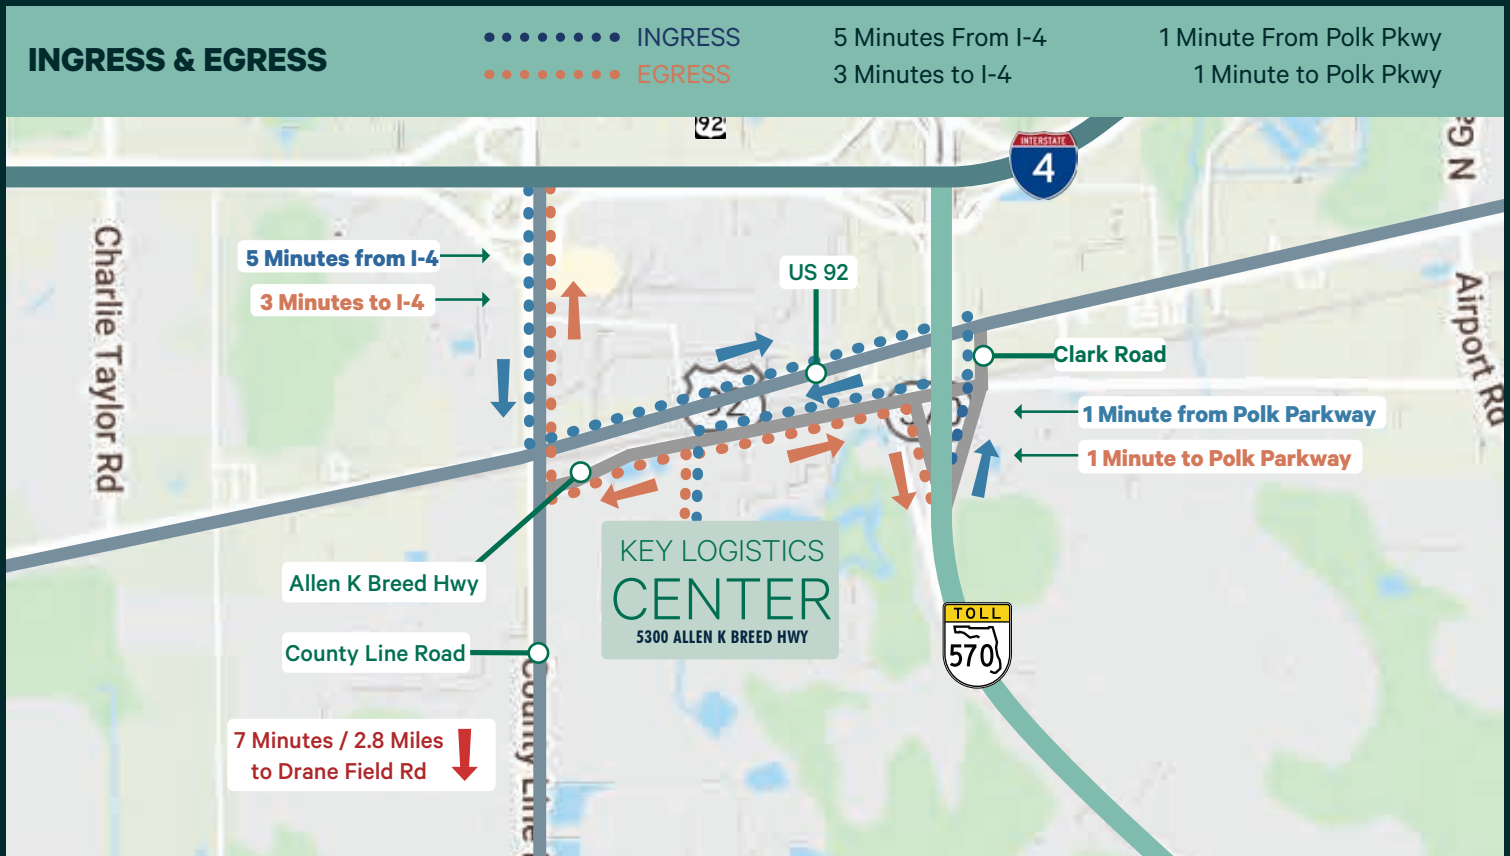 INGRESS & EGRESS
INGRESS
EGRESS
5 Minutes From I-4
3 Minutes to I-4
1 Minute From Polk Pkwy
1 Minute to Polk Pkwy
92
INTERSTATE
4
Charlie Taylor Rd
5 Minutes from I-4
3 Minutes to I-4
US 92
92
570
Clark Road
Airport Rd
1 Minute from Polk Parkway
1 Minute to Polk Parkway
KEY LOGISTICS
CENTER
5300 ALLEN K BREED HWY
Allen K Breed Hwy
County Line Road
TOLL
570
County Line
7 Minutes / 2.8 Miles
to Drane Field Rd